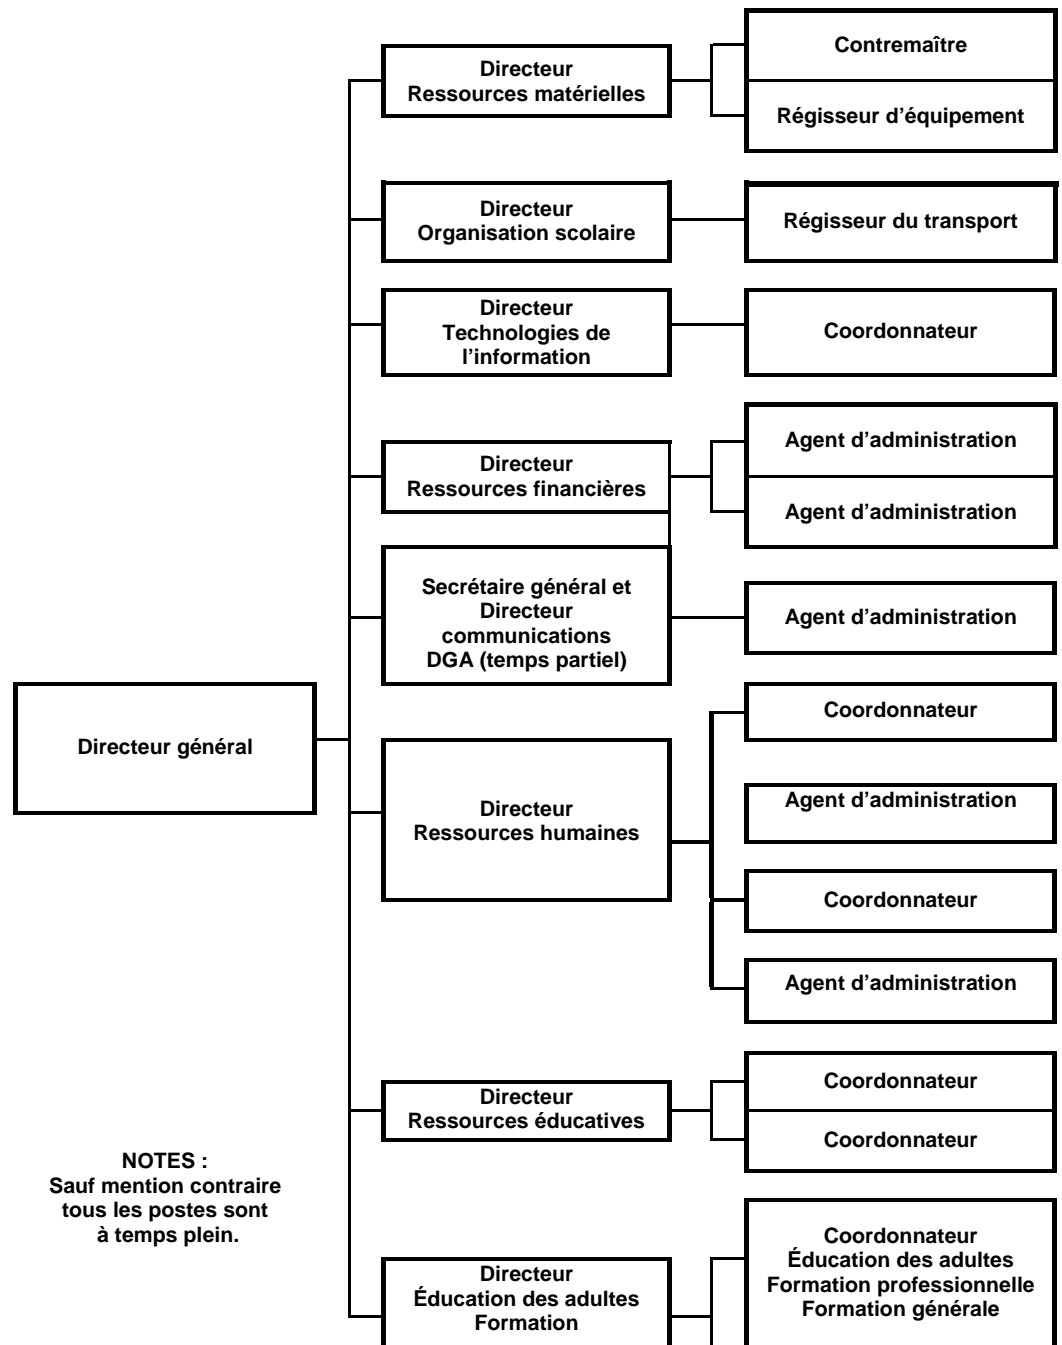 Directeur
Ressources matérielles
Contremaître
Régisseur d’équipement
Directeur
Organisation scolaire
Régisseur du transport
Directeur
Technologies de
l’information
Coordonnateur
Directeur
Ressources financières
Agent d’administration
Agent d’administration
Secrétaire général et
Directeur
communications
DGA (temps partiel)
Agent d’administration
Directeur général
Directeur
Ressources humaines
Coordonnateur
Agent d’administration
Coordonnateur
Agent d’administration
Directeur
Ressources éducatives
Coordonnateur
Coordonnateur
NOTES :
Sauf mention contraire
tous les postes sont
à temps plein.
Directeur
Éducation des adultes
Formation
Coordonnateur
Éducation des adultes
Formation professionnelle
Formation générale